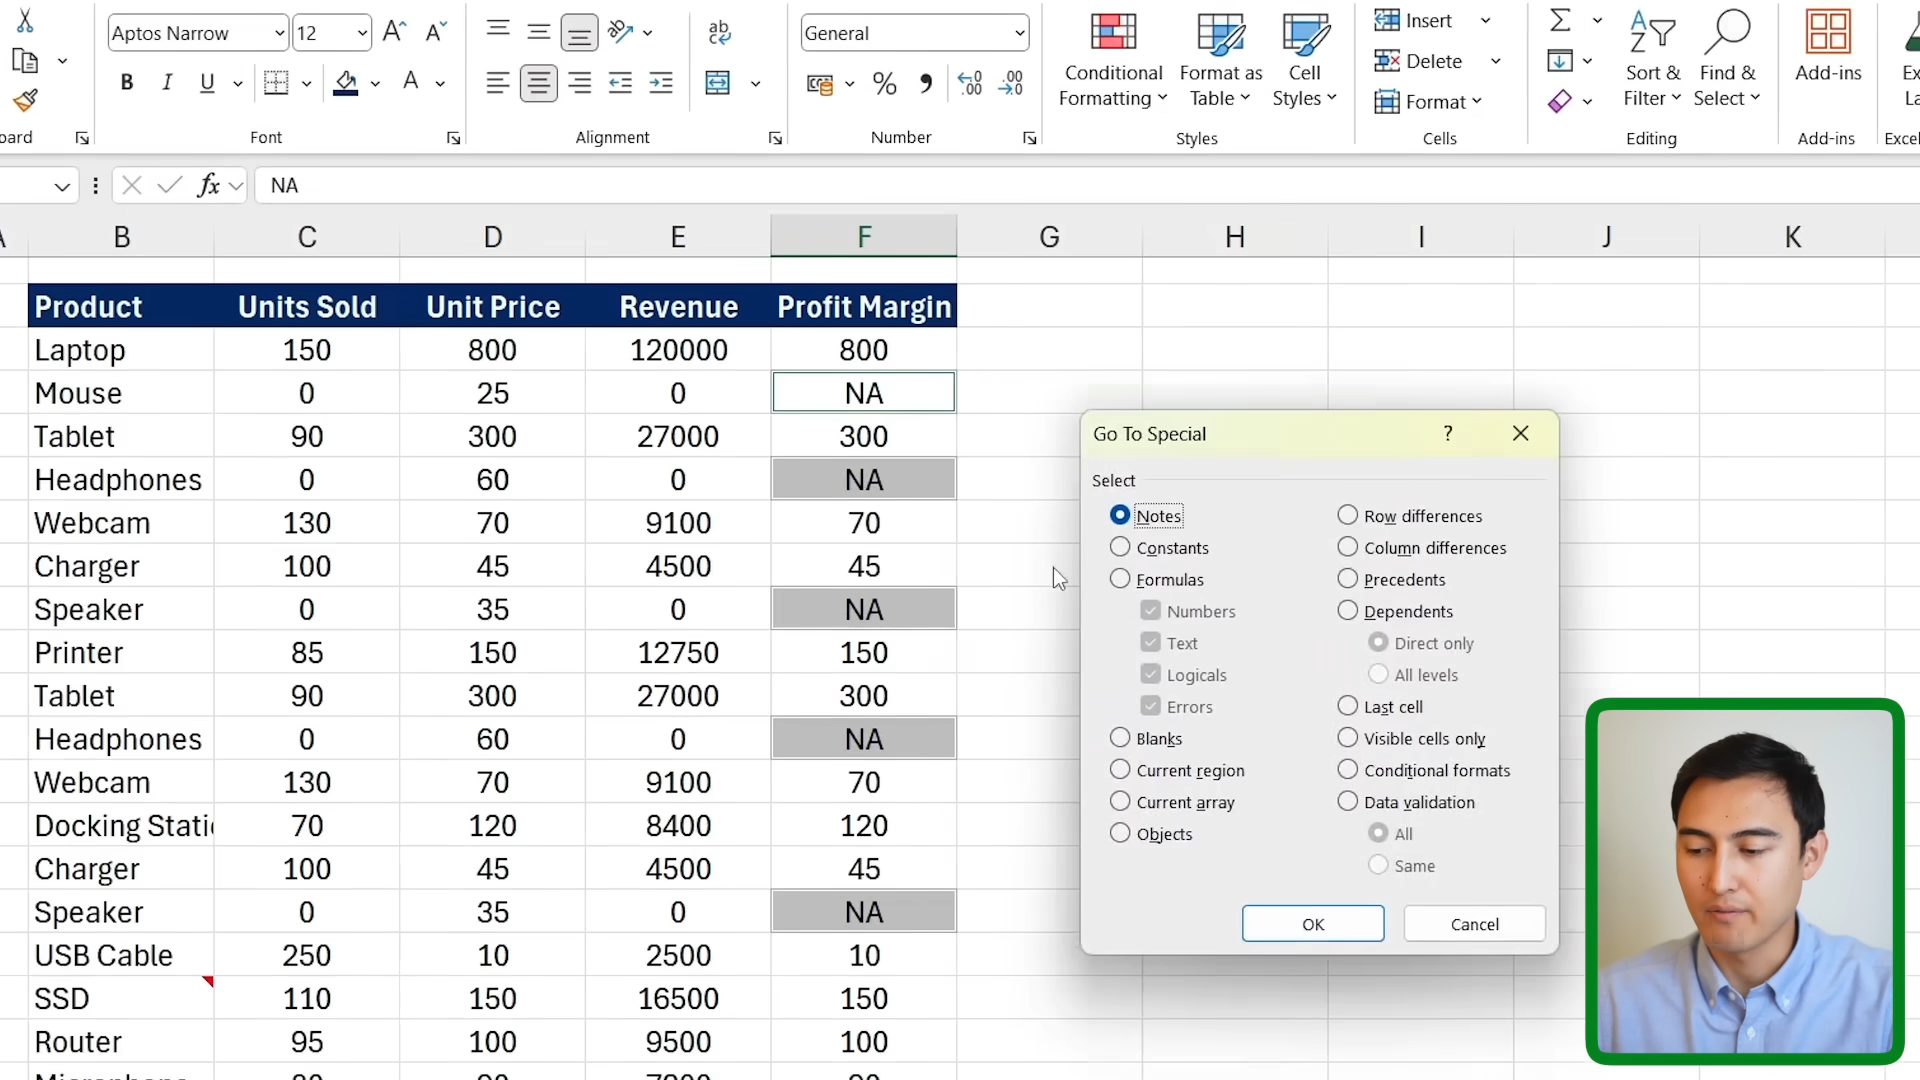 Aptos Narrow
12
General
Insert
Delete
Format
Conditional
Formatting
Format as
Table
Cell
Styles
Sort &
Filter
Find &
Select
Add-ins
B
I
U
A
ab
oard
Font
Alignment
Number
Styles
Cells
Editing
Add-ins
fx
NA
B C D E F G H I J K
Product Units Sold Unit Price Revenue Profit Margin
Laptop 150 800 120000 800
Mouse 0 25 0 NA
Tablet 90 300 27000 300
Headphones 0 60 0 NA
Webcam 130 70 9100 70
Charger 100 45 4500 45
Speaker 0 35 0 NA
Printer 85 150 12750 150
Tablet 90 300 27000 300
Headphones 0 60 0 NA
Webcam 130 70 9100 70
Docking Stati 70 120 8400 120
Charger 100 45 4500 45
Speaker 0 35 0 NA
USB Cable 250 10 2500 10
SSD 110 150 16500 150
Router 95 100 9500 100
Go To Special ?
Select
Notes
Constants
Formulas
Numbers
Text
Logicals
Errors
Blanks
Current region
Current array
Objects
Row differences
Column differences
Precedents
Dependents
Direct only
All levels
Last cell
Visible cells only
Conditional formats
Data validation
All
Same
OK
Cancel